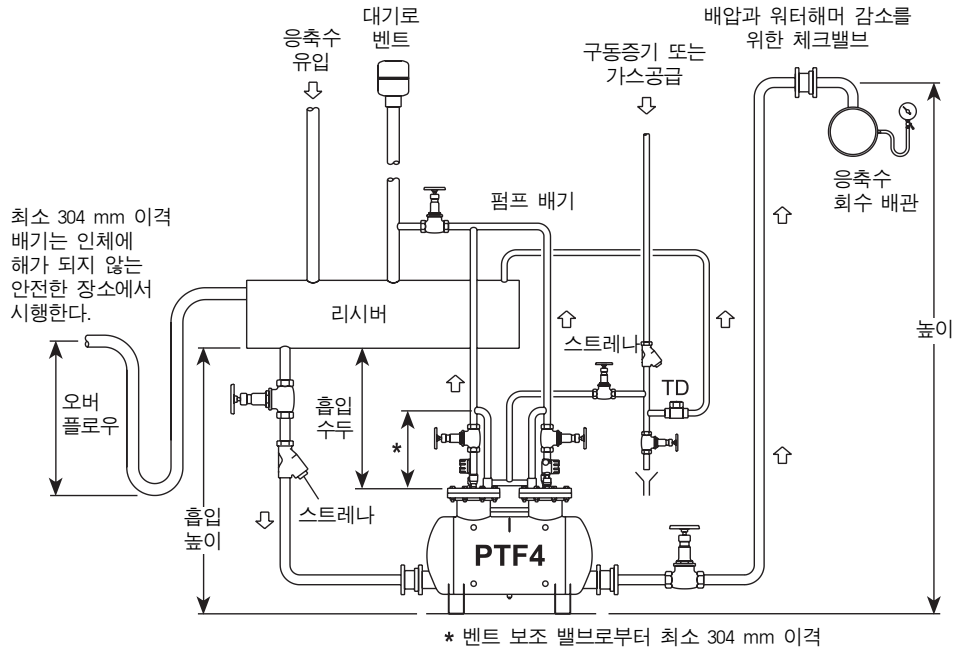 대기로
벤트
응축수
유입
구동증기 또는
가스공급
배압과 워터해머 감소를
위한 체크밸브
응축수
회수 배관
최소 304 mm 이격
배기는 인체에
해가 되지 않는
안전한 장소에서
시행한다.
펌프 배기
리시버
스트레나
높이
TD
오버
플로우
흡입
수두
*
흡입
높이
스트레나
PTF4
* 벤트 보조 밸브로부터 최소 304 mm 이격